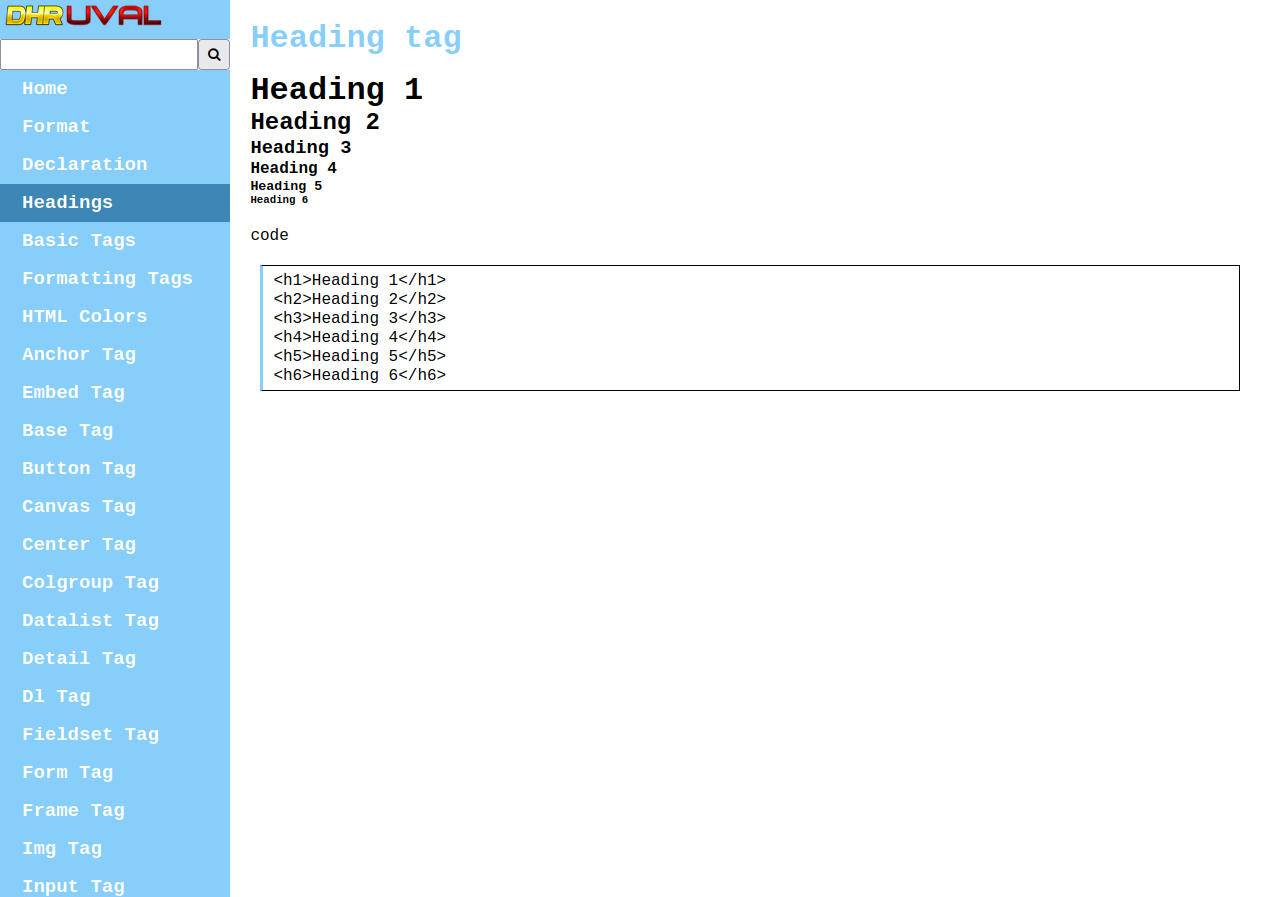 DHRUVAL
Home
Format
Declaration
Headings
Basic Tags
Formatting Tags
HTML Colors
Anchor Tag
Embed Tag
Base Tag
Button Tag
Canvas Tag
Center Tag
Colgroup Tag
Datalist Tag
Detail Tag
Dl Tag
Fieldset Tag
Form Tag
Frame Tag
Img Tag
Input Tag
Heading tag
Heading 1
Heading 2
Heading 3
Heading 4
Heading 5
Heading 6
code
<h1>Heading 1</h1>
<h2>Heading 2</h2>
<h3>Heading 3</h3>
<h4>Heading 4</h4>
<h5>Heading 5</h5>
<h6>Heading 6</h6>